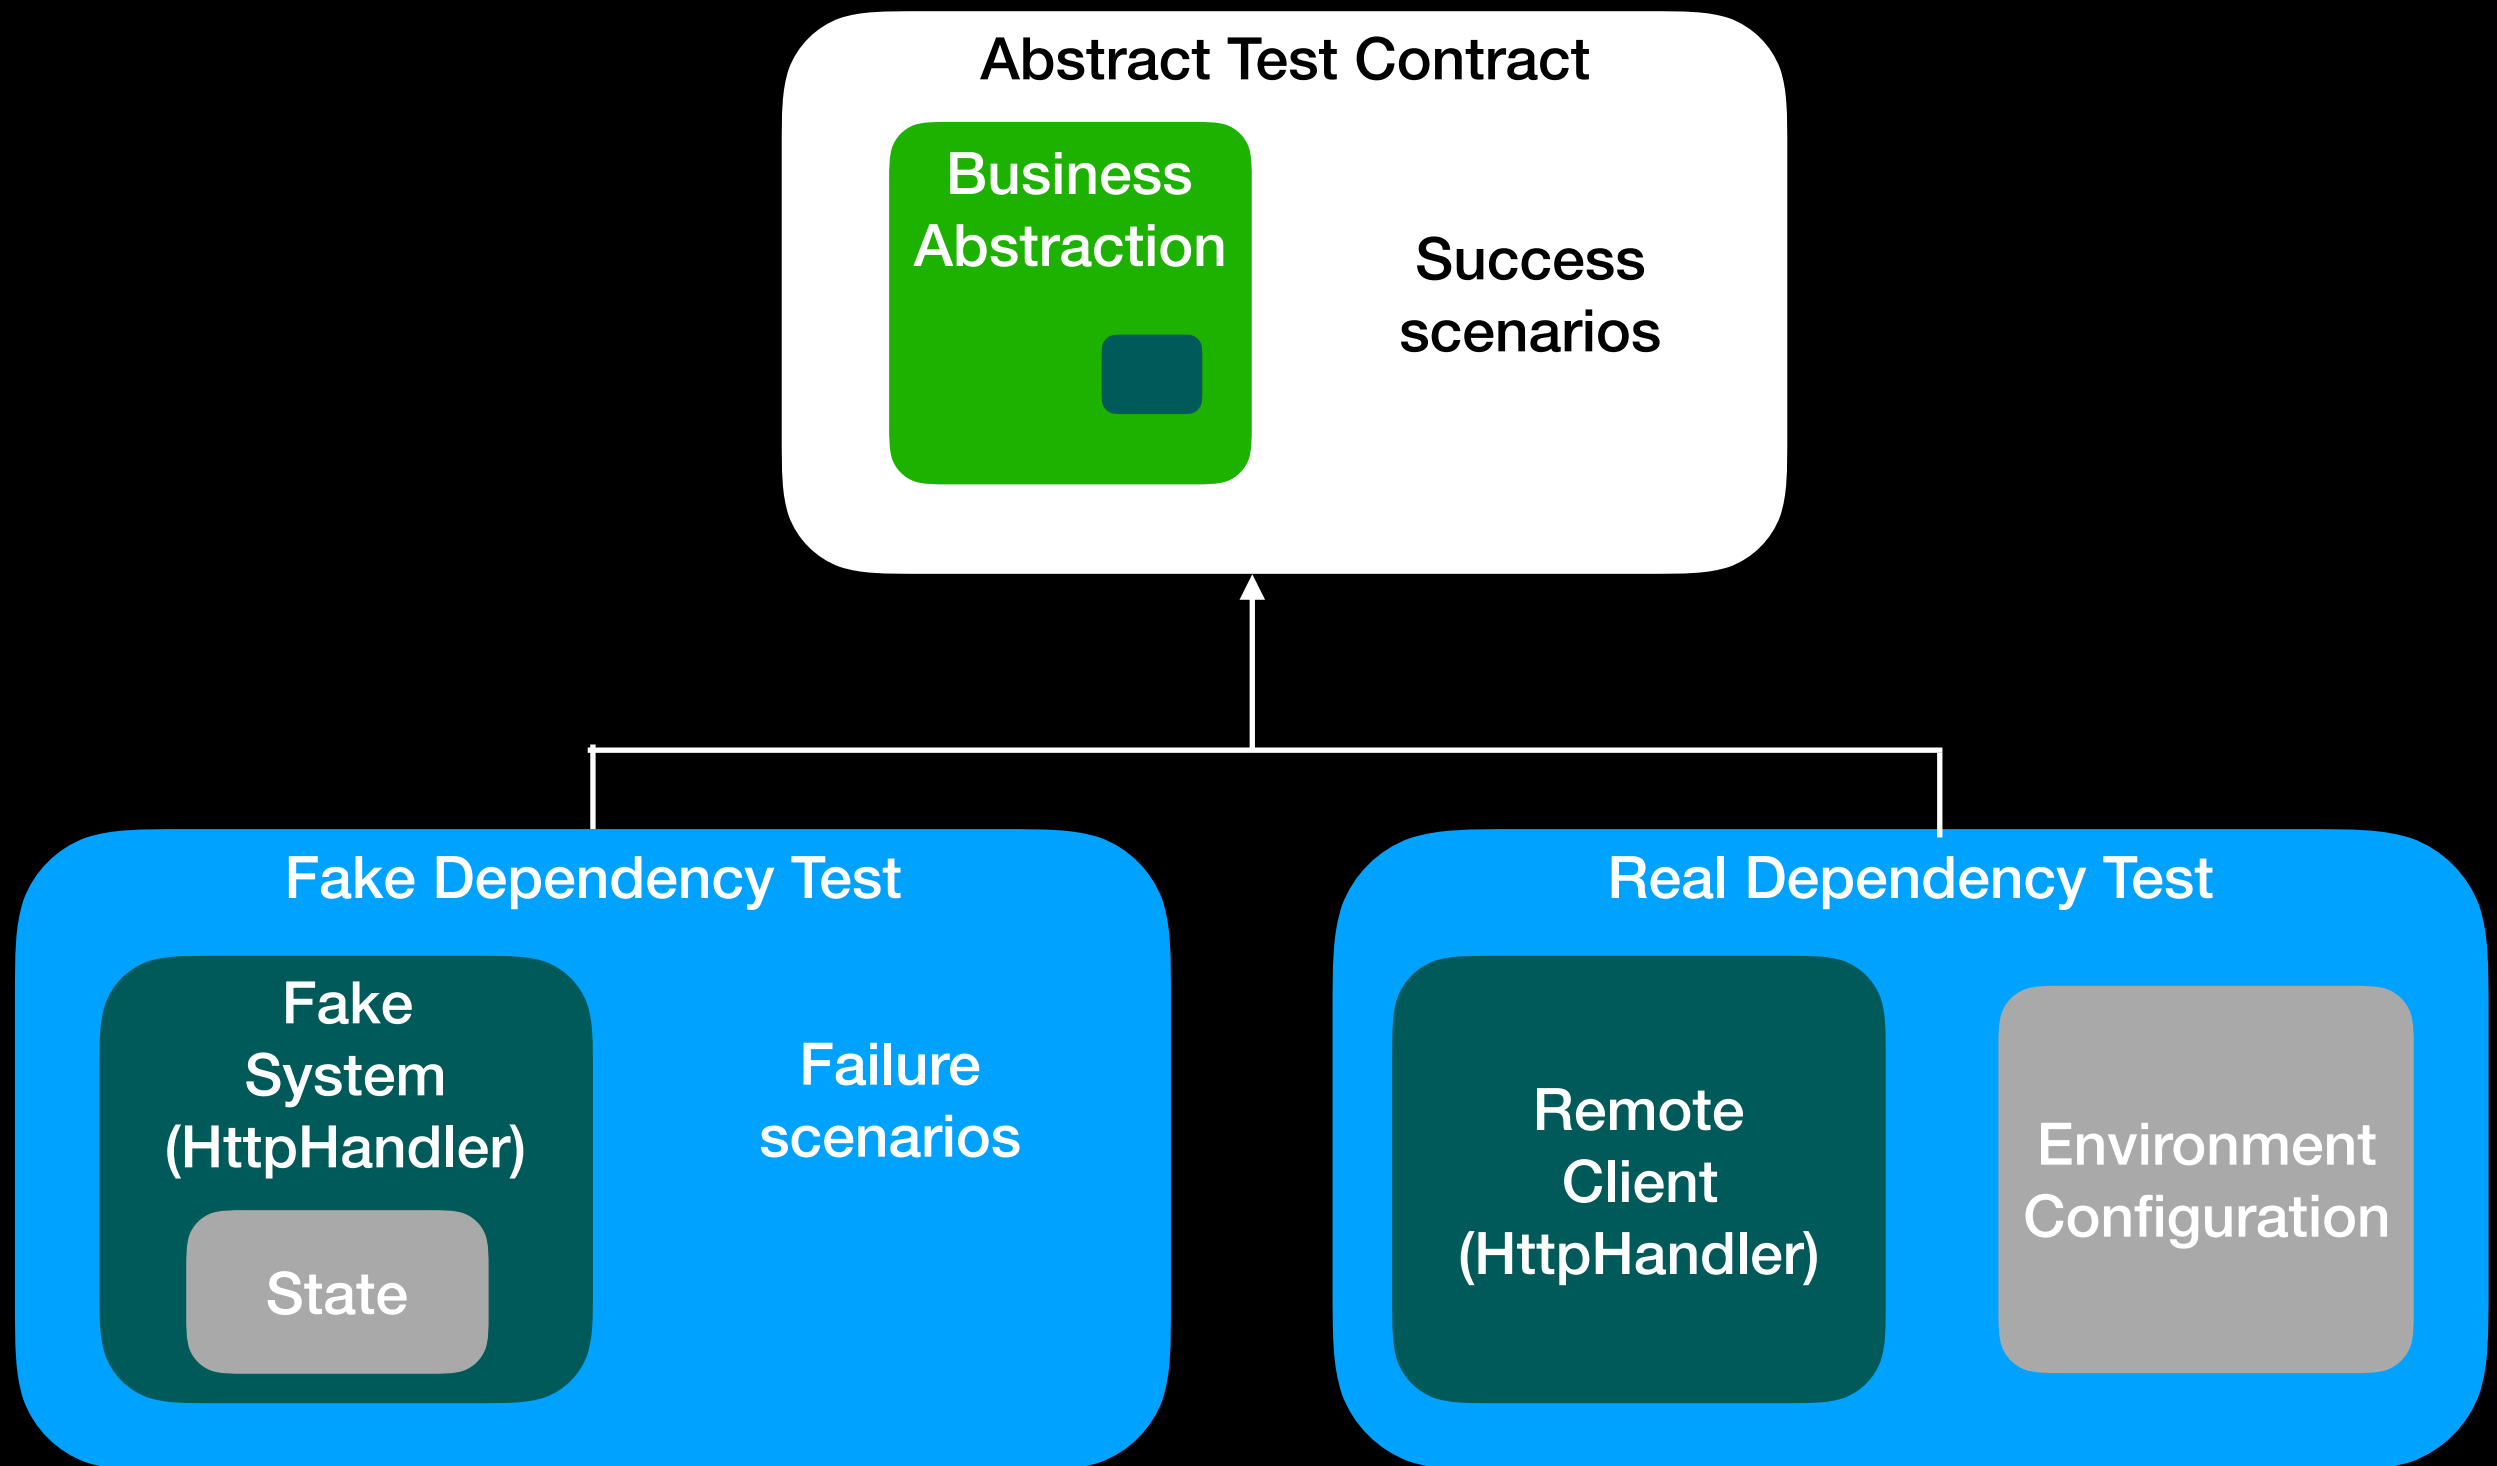 Abstract Test Contract
Business
Abstraction
Success
scenarios
Fake Dependency Test
Fake
System
(HttpHandler)
State
Failure
scenarios
Real Dependency Test
Remote
Client
(HttpHandler)
Environment
Configuration